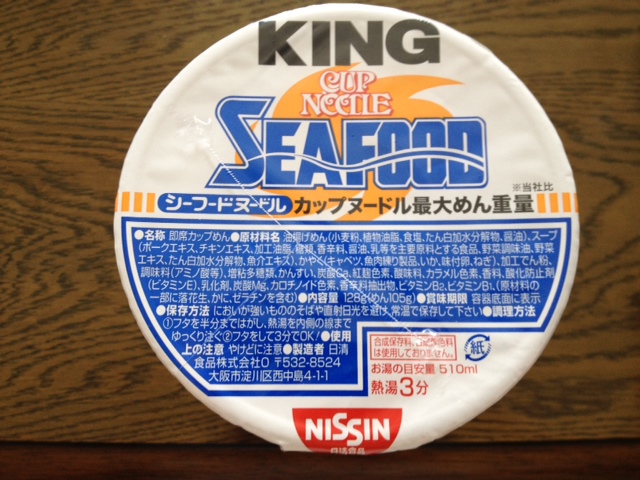 KING
CUP
NOODLE
SEAFOOD
※当社比
シーフードヌードル カップヌードル最大めん重量
●名称 即席カップめん●原材料名 油揚げめん(小麦粉、植物油脂、食塩、たん白加水分解物、醤油)、スープ
(ポークエキス、チキンエキス、加工油脂、糖類、香辛料、醤油、乳等を主要原料とする食品、野菜調味油、野菜
エキス、たん白加水分解物、魚介エキス)、かやく(キャベツ、魚肉練り製品、いか、味付卵、ねぎ)、加工でん粉、
調味料(アミノ酸等)、増粘多糖類、かんすい、炭酸Ca、紅麹色素、酸味料、カラメル色素、香料、酸化防止剤
(ビタミンE)、乳化剤、炭酸Mg、カロチノイド色素、香辛料抽出物、ビタミンB2、ビタミンB1、(原材料の
一部に落花生、かに、ゼラチンを含む)●内容量 128g(めん105g)●賞味期限 容器底面に表示
●保存方法 においが強いもののそばや直射日光を避け、常温で保存して下さい●調理方法
①フタを半分まではがし、熱湯を内側の線まで
ゆっくり注ぐ②フタをして3分でOK/●使用
上の注意 やけどに注意●製造者 日清
食品株式会社O 〒532-8524
大阪市淀川区西中島4-1-1
合成保存料、合成着色料
は使用しておりません。
紙
お湯の目安量 510ml
熱湯3分
NISSIN
日清食品